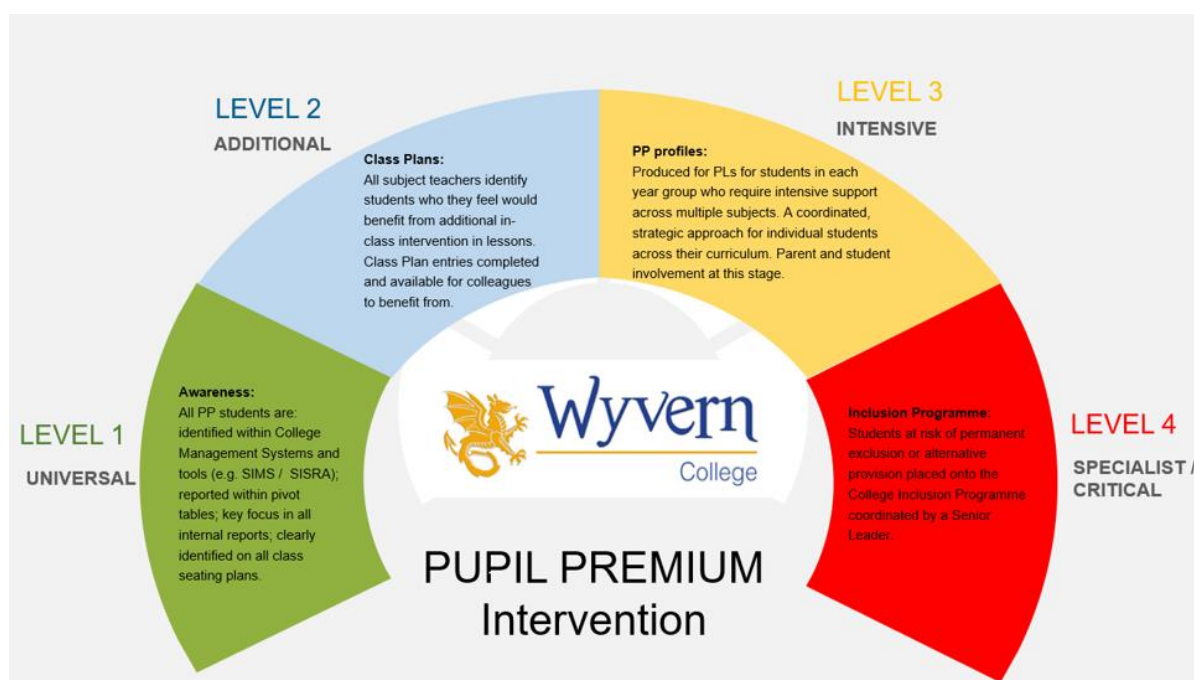 LEVEL 1
UNIVERSAL
Awareness:
All PP students are:
identified within College
Management Systems and
tools (e.g. SIMS / SISRA);
reported within pivot
tables; key focus in all
internal reports; clearly
identified on all class
seating plans.
LEVEL 2
ADDITIONAL
Class Plans:
All subject teachers identify
students who they feel would
benefit from additional in-
class intervention in lessons.
Class Plan entries completed
and available for colleagues
to benefit from.
LEVEL 3
INTENSIVE
PP profiles:
Produced for PLs for students in each
year group who require intensive support
across multiple subjects. A coordinated,
strategic approach for individual students
across their curriculum. Parent and student
involvement at this stage.
LEVEL 4
SPECIALIST /
CRITICAL
Inclusion Programme:
Students at risk of permanent
exclusion or alternative
provision placed onto the
College Inclusion Programme
coordinated by a Senior
Leader.
Wyvern
College
PUPIL PREMIUM
Intervention